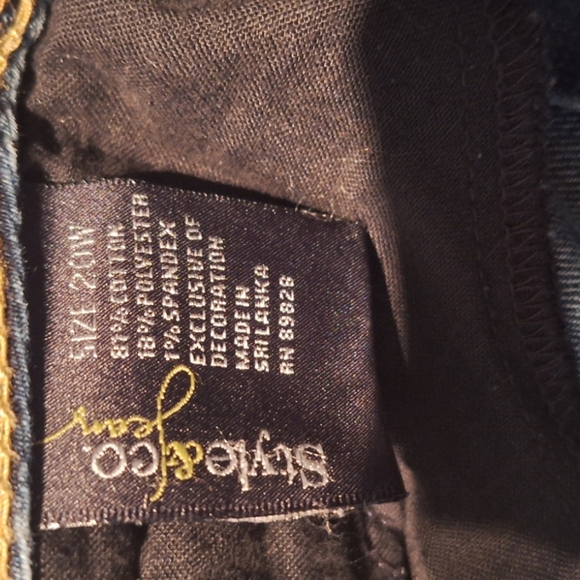 Style & co.
jeans
SIZE 20W
81% COTTON
18% POLYESTER
1% SPANDEX
EXCLUSIVE OF
DECORATION
MADE IN
SRI LANKA
RN 89828